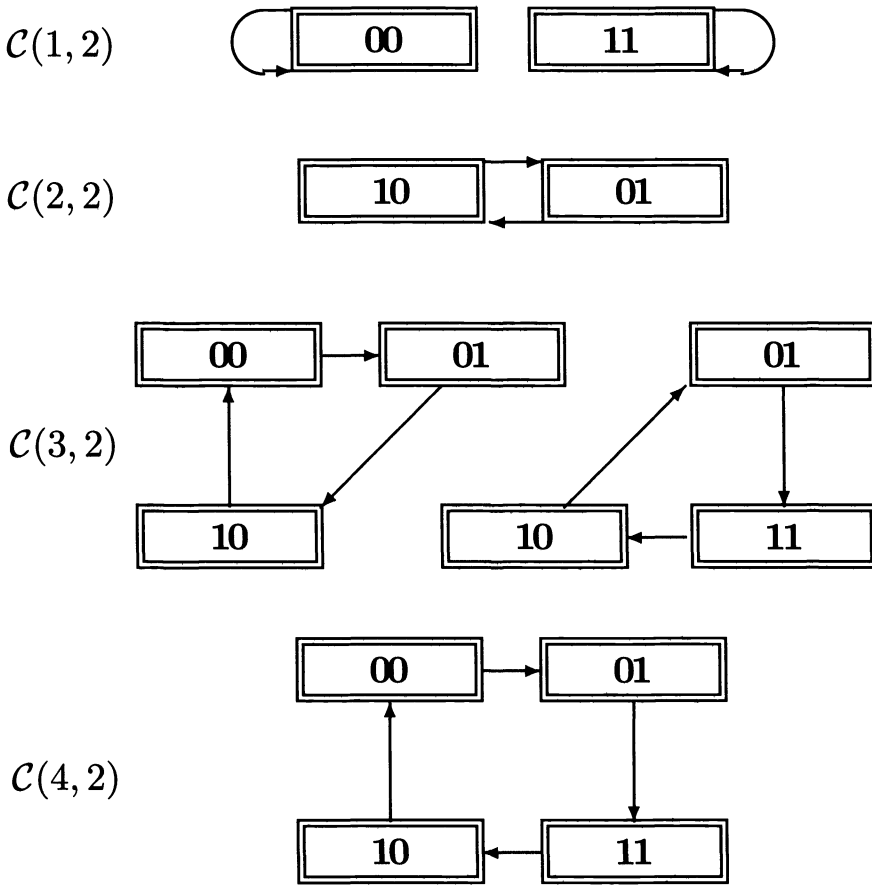 𝒞(1, 2) 00 11
𝒞(2, 2) 10 01
00 01 01
𝒞(3, 2)
10 10 11
00 01
𝒞(4, 2)
10 11